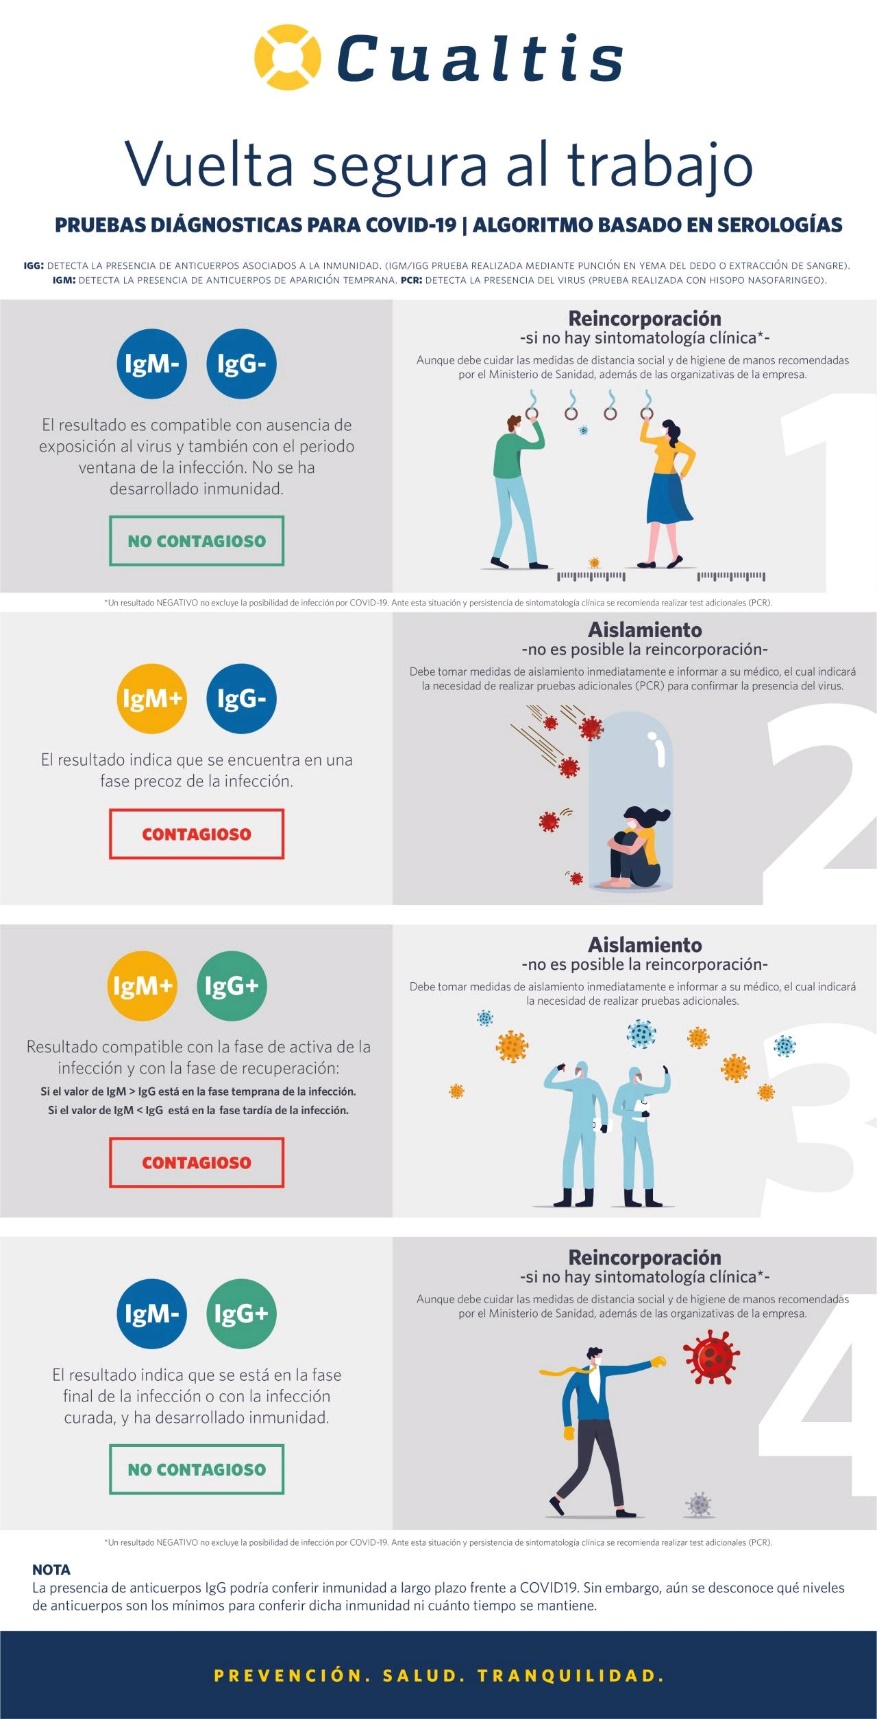 Cualtis
Vuelta segura al trabajo
PRUEBAS DIÁGNOSTICAS PARA COVID-19 | ALGORITMO BASADO EN SEROLOGÍAS
IGG: DETECTA LA PRESENCIA DE ANTICUERPOS ASOCIADOS A LA INMUNIDAD. (IGM/IGG PRUEBA REALIZADA MEDIANTE PUNCIÓN EN YEMA DEL DEDO O EXTRACCIÓN DE SANGRE).
IGM: DETECTA LA PRESENCIA DE ANTICUERPOS DE APARICIÓN TEMPRANA. PCR: DETECTA LA PRESENCIA DEL VIRUS (PRUEBA REALIZADA CON HISOPO NASOFARINGEO).
IgM- IgG-
El resultado es compatible con ausencia de
exposición al virus y también con el periodo
ventana de la infección. No se ha
desarrollado inmunidad.
NO CONTAGIOSO
Reincorporación
-si no hay sintomatología clínica*-
Aunque debe cuidar las medidas de distancia social y de higiene de manos recomendadas
por el Ministerio de Sanidad, además de las organizativas de la empresa.
1
*Un resultado NEGATIVO no excluye la posibilidad de infección por COVID-19. Ante esta situación y persistencia de sintomatología clínica se recomienda realizar test adicionales (PCR).
IgM+ IgG-
El resultado indica que se encuentra en una
fase precoz de la infección.
CONTAGIOSO
Aislamiento
-no es posible la reincorporación-
Debe tomar medidas de aislamiento inmediatamente e informar a su médico, el cual indicará
la necesidad de realizar pruebas adicionales (PCR) para confirmar la presencia del virus.
2
IgM+ IgG+
Resultado compatible con la fase de activa de la
infección y con la fase de recuperación:
Si el valor de IgM > IgG está en la fase temprana de la infección.
Si el valor de IgM < IgG está en la fase tardía de la infección.
CONTAGIOSO
Aislamiento
-no es posible la reincorporación-
Debe tomar medidas de aislamiento inmediatamente e informar a su médico, el cual indicará
la necesidad de realizar pruebas adicionales.
3
IgM- IgG+
El resultado indica que se está en la fase
final de la infección o con la infección
curada, y ha desarrollado inmunidad.
NO CONTAGIOSO
Reincorporación
-si no hay sintomatología clínica*-
Aunque debe cuidar las medidas de distancia social y de higiene de manos recomendadas
por el Ministerio de Sanidad, además de las organizativas de la empresa.
4
*Un resultado NEGATIVO no excluye la posibilidad de infección por COVID-19. Ante esta situación y persistencia de sintomatología clínica se recomienda realizar test adicionales (PCR).
NOTA
La presencia de anticuerpos IgG podría conferir inmunidad a largo plazo frente a COVID19. Sin embargo, aún se desconoce qué niveles
de anticuerpos son los mínimos para conferir dicha inmunidad ni cuánto tiempo se mantiene.
PREVENCIÓN. SALUD. TRANQUILIDAD.